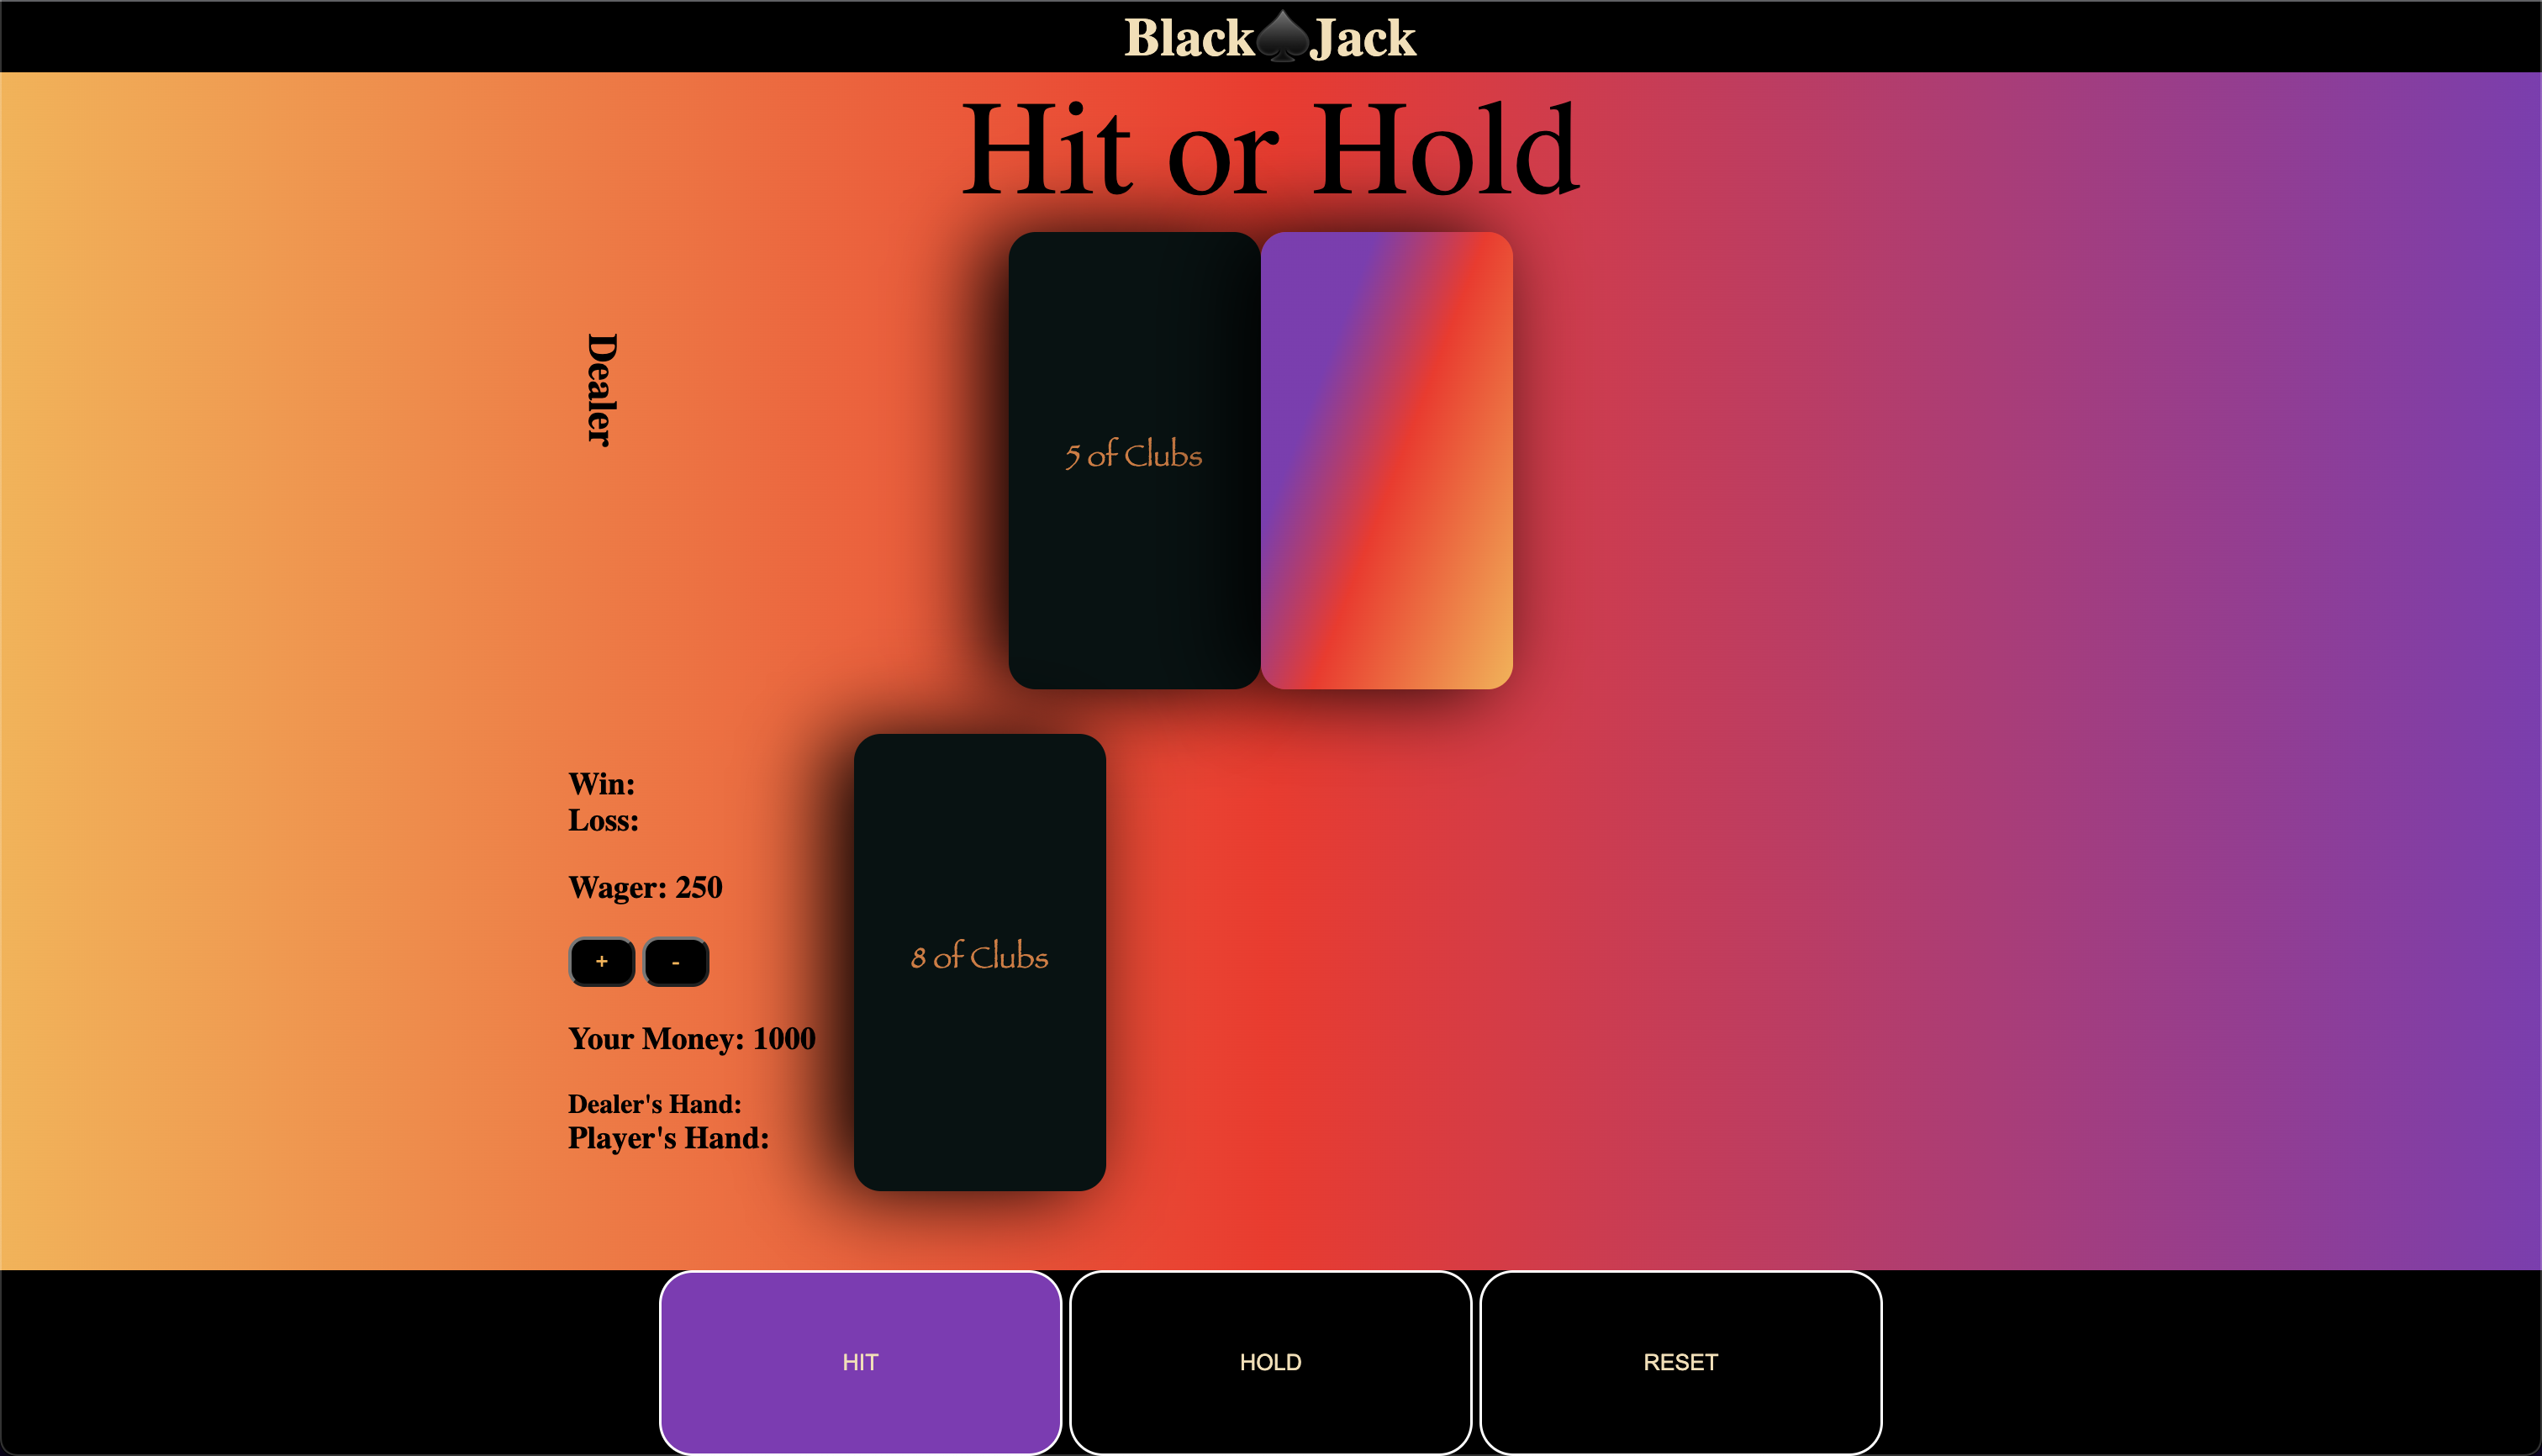 Black♠Jack
Hit or Hold
Dealer
5 of Clubs
Win:
Loss:
Wager: 250
+ -
Your Money: 1000
Dealer's Hand:
Player's Hand:
8 of Clubs
HIT HOLD RESET